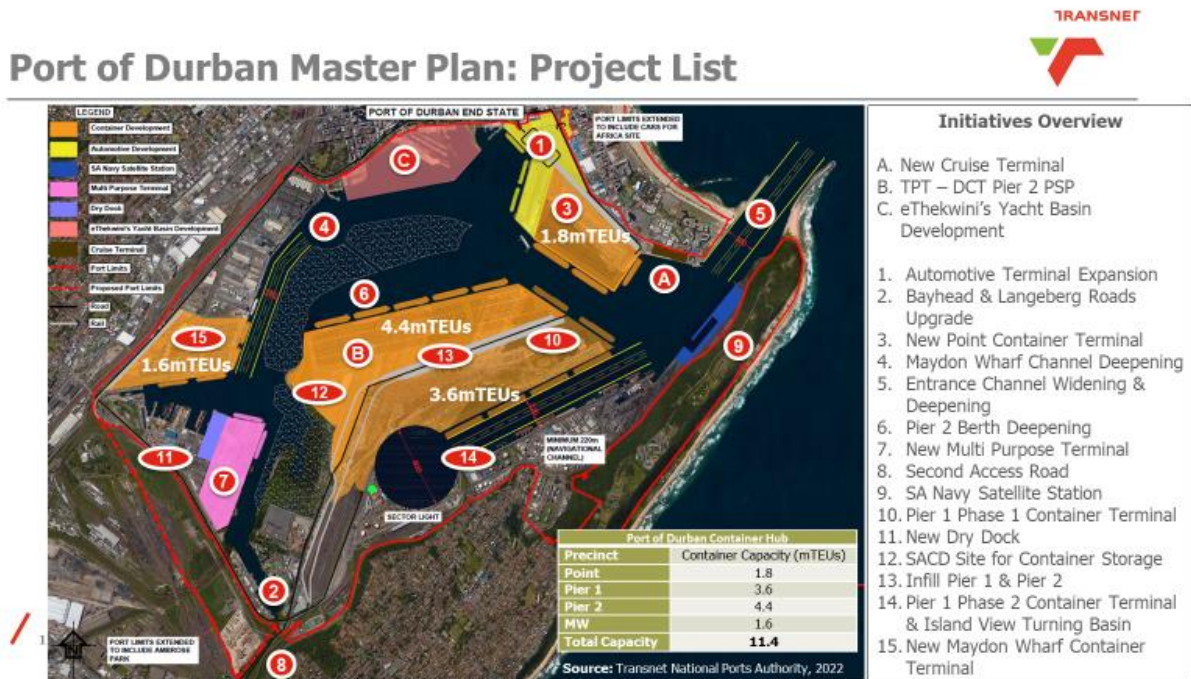 TRANSNET
Port of Durban Master Plan: Project List
LEGEND
Container Development
Automotive Development
SA Navy Satellite Station
Multi Purpose Terminal
Dry Dock
eThekwini's Yacht Basin Development
Cruise Terminal
Port Limits
Proposed Port Limits
Road
Rail
PORT OF DURBAN END STATE
PORT LIMITS EXTENDED
TO INCLUDE CARS FOR
AFRICA SITE
C
1
3
1.8mTEUs
5
4
A
6
4.4mTEUs
15
1.6mTEUs
B
13
10
9
12
3.6mTEUs
11
7
14
MINIMUM 220m
(NAVIGATIONAL
CHANNEL)
SECTOR LIGHT
2
8
1
N
PORT LIMITS EXTENDED
TO INCLUDE AMBROSE
PARK
Port of Durban Container Hub
Precinct Container Capacity (mTEUs)
Point 1.8
Pier 1 3.6
Pier 2 4.4
MW 1.6
Total Capacity 11.4
Source: Transnet National Ports Authority, 2022
Initiatives Overview
A. New Cruise Terminal
B. TPT – DCT Pier 2 PSP
C. eThekwini's Yacht Basin
Development
1. Automotive Terminal Expansion
2. Bayhead & Langeberg Roads
Upgrade
3. New Point Container Terminal
4. Maydon Wharf Channel Deepening
5. Entrance Channel Widening &
Deepening
6. Pier 2 Berth Deepening
7. New Multi Purpose Terminal
8. Second Access Road
9. SA Navy Satellite Station
10. Pier 1 Phase 1 Container Terminal
11. New Dry Dock
12. SACD Site for Container Storage
13. Infill Pier 1 & Pier 2
14. Pier 1 Phase 2 Container Terminal
& Island View Turning Basin
15. New Maydon Wharf Container
Terminal